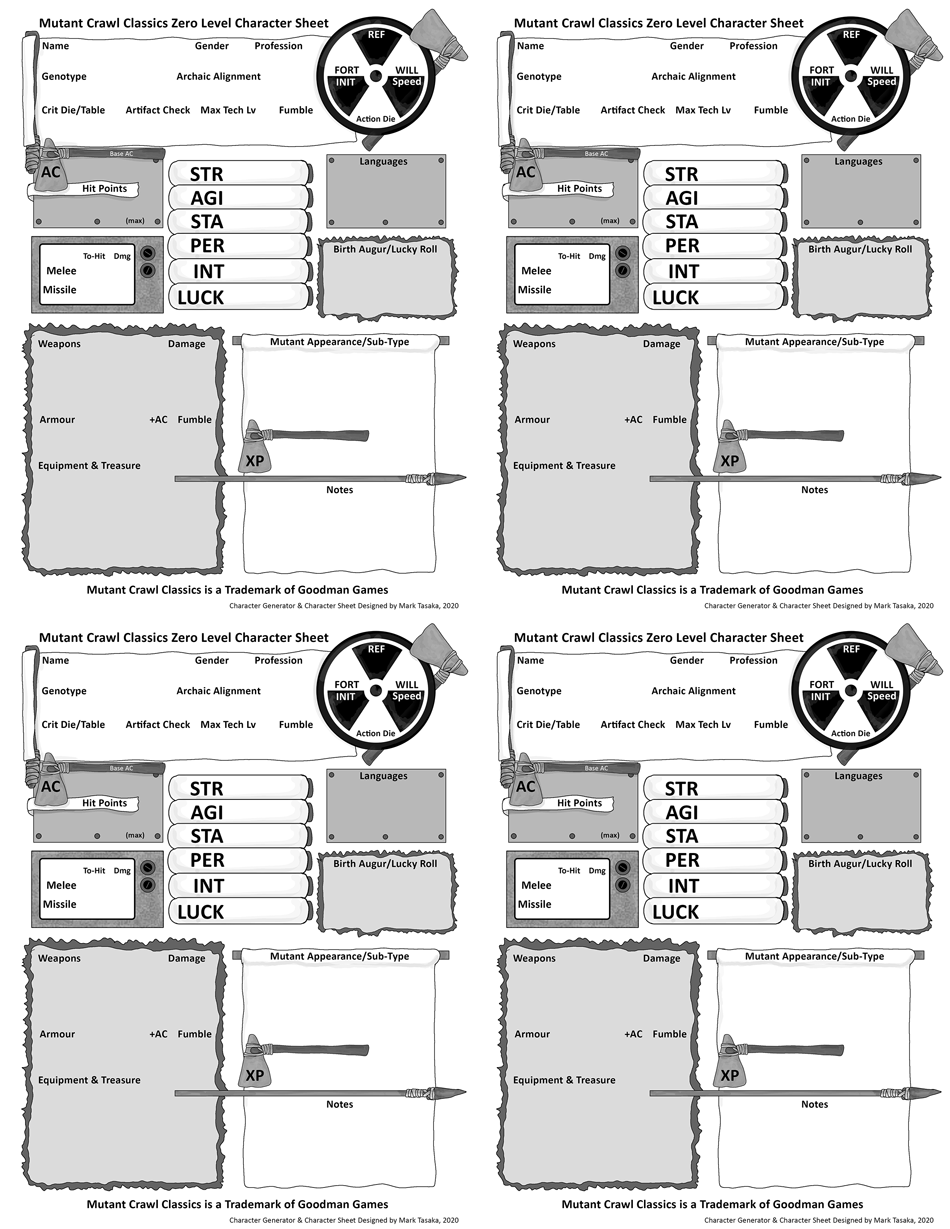 Mutant Crawl Classics Zero Level Character Sheet
Name Gender Profession
REF
Genotype Archaic Alignment
FORT WILL
INIT Speed
Crit Die/Table Artifact Check Max Tech Lv Fumble
Action Die
Base AC
AC
Hit Points
(max)
STR
AGI
STA
PER
INT
LUCK
Languages
Birth Augur/Lucky Roll
To-Hit Dmg
Melee
Missile
Weapons Damage
Armour +AC Fumble
Equipment & Treasure
Mutant Appearance/Sub-Type
XP
Notes
Mutant Crawl Classics is a Trademark of Goodman Games
Character Generator & Character Sheet Designed by Mark Tasaka, 2020
Mutant Crawl Classics Zero Level Character Sheet
Name Gender Profession
REF
Genotype Archaic Alignment
FORT WILL
INIT Speed
Crit Die/Table Artifact Check Max Tech Lv Fumble
Action Die
Base AC
AC
Hit Points
(max)
STR
AGI
STA
PER
INT
LUCK
Languages
Birth Augur/Lucky Roll
To-Hit Dmg
Melee
Missile
Weapons Damage
Armour +AC Fumble
Equipment & Treasure
Mutant Appearance/Sub-Type
XP
Notes
Mutant Crawl Classics is a Trademark of Goodman Games
Character Generator & Character Sheet Designed by Mark Tasaka, 2020
Mutant Crawl Classics Zero Level Character Sheet
Name Gender Profession
REF
Genotype Archaic Alignment
FORT WILL
INIT Speed
Crit Die/Table Artifact Check Max Tech Lv Fumble
Action Die
Base AC
AC
Hit Points
(max)
STR
AGI
STA
PER
INT
LUCK
Languages
Birth Augur/Lucky Roll
To-Hit Dmg
Melee
Missile
Weapons Damage
Armour +AC Fumble
Equipment & Treasure
Mutant Appearance/Sub-Type
XP
Notes
Mutant Crawl Classics is a Trademark of Goodman Games
Character Generator & Character Sheet Designed by Mark Tasaka, 2020
Mutant Crawl Classics Zero Level Character Sheet
Name Gender Profession
REF
Genotype Archaic Alignment
FORT WILL
INIT Speed
Crit Die/Table Artifact Check Max Tech Lv Fumble
Action Die
Base AC
AC
Hit Points
(max)
STR
AGI
STA
PER
INT
LUCK
Languages
Birth Augur/Lucky Roll
To-Hit Dmg
Melee
Missile
Weapons Damage
Armour +AC Fumble
Equipment & Treasure
Mutant Appearance/Sub-Type
XP
Notes
Mutant Crawl Classics is a Trademark of Goodman Games
Character Generator & Character Sheet Designed by Mark Tasaka, 2020